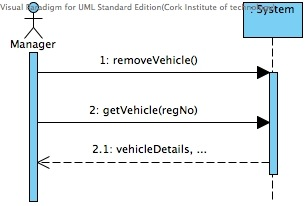 Visual Paradigm for UML Standard Edition(Cork Institute of technology)
System
Manager
1: removeVehicle()
2: getVehicle(regNo)
2.1: vehicleDetails, ...